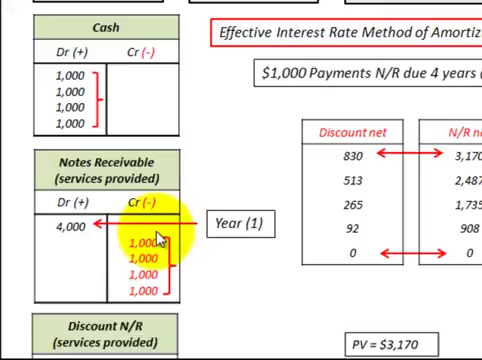 Cash
Dr (+) Cr (-)
1,000
1,000
1,000
1,000
Effective Interest Rate Method of
$1,000 Payments N/R due 4 years
Notes Receivable
(services provided)
Dr (+) Cr (-)
4,000
1,000
1,000
1,000
1,000
Year (1)
Discount net N/R
830 3,170
513 2,487
265 1,735
92 908
0 0
Discount N/R
(services provided)
PV = $3,170